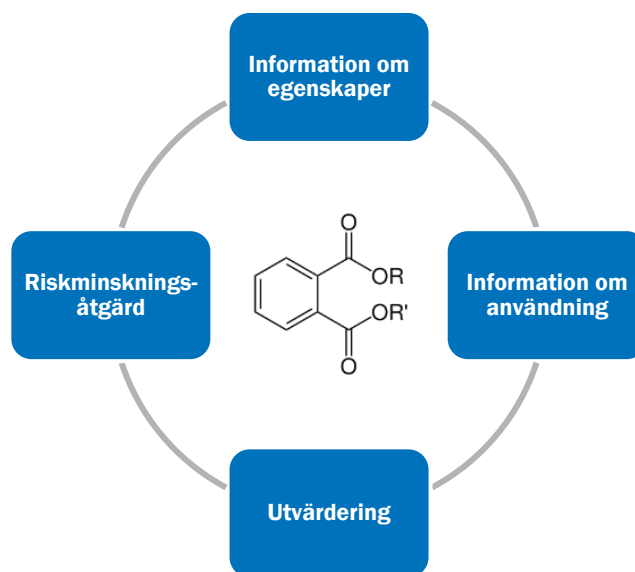 Information om
egenskaper
Riskminsknings-
åtgärd
O
OR
OR'
O
Information om
användning
Utvärdering